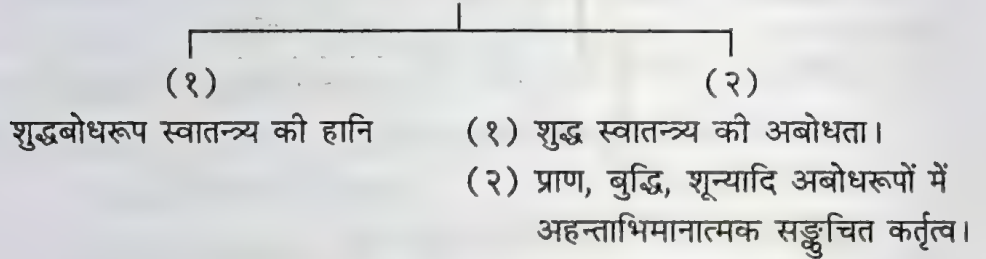 (१) (२)
शुद्धबोधरूप स्वातन्त्र्य की हानि (१) शुद्ध स्वातन्त्र्य की अबोधता।
(२) प्राण, बुद्धि, शून्यादि अबोधरूपों में
अहन्ताभिमानात्मक सङ्कुचित कर्तृत्व।